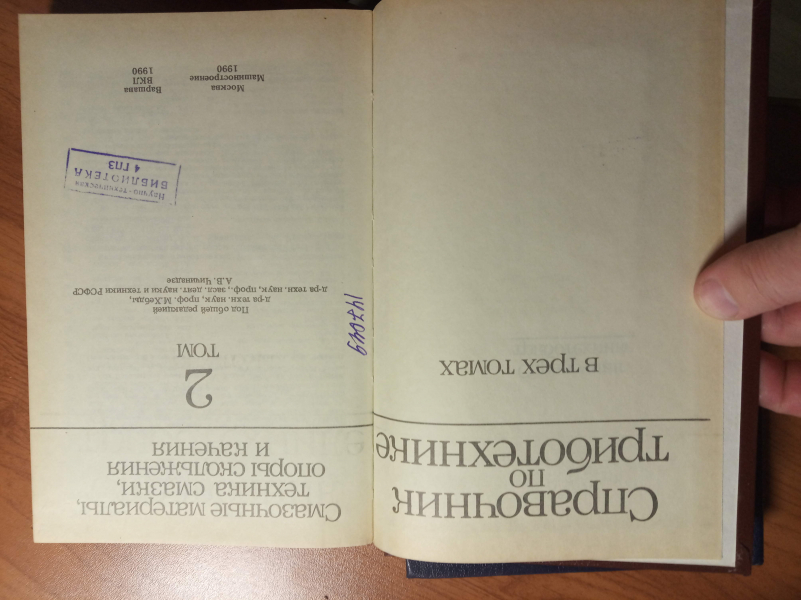 Справочник
по
триботехнике
в трех томах
Смазочные материалы,
техника смазки,
опоры скольжения
и качения
2
том
Под общей редакцией
д-ра техн. наук, проф. М.Хебды,
д-ра техн. наук, проф., засл. деят. науки и техники РСФСР
А.В. Чичинадзе
147049
Научно-техническая
БИБЛИОТЕКА
4 ГПЗ
Москва
Машиностроение
1990
Варшава
ВКЛ
1990